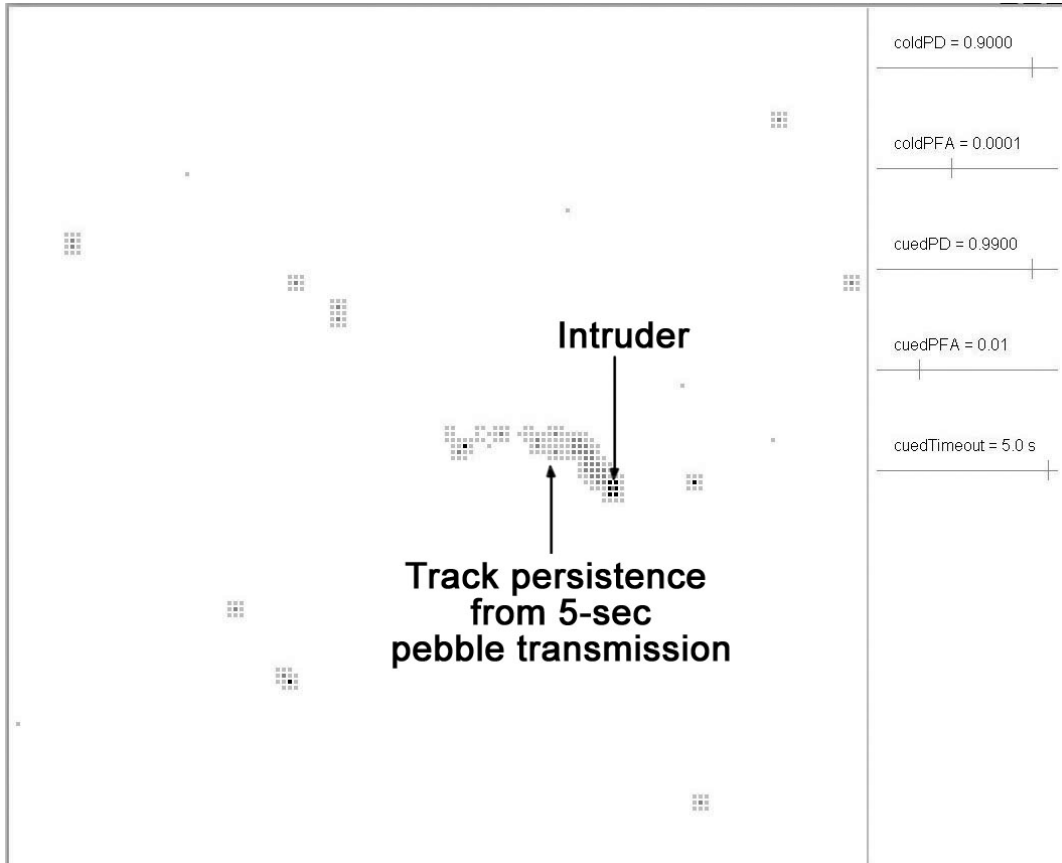 coldPD = 0.9000
coldPFA = 0.0001
cuedPD = 0.9900
cuedPFA = 0.01
cuedTimeout = 5.0 s
Intruder
Track persistence
from 5-sec
pebble transmission